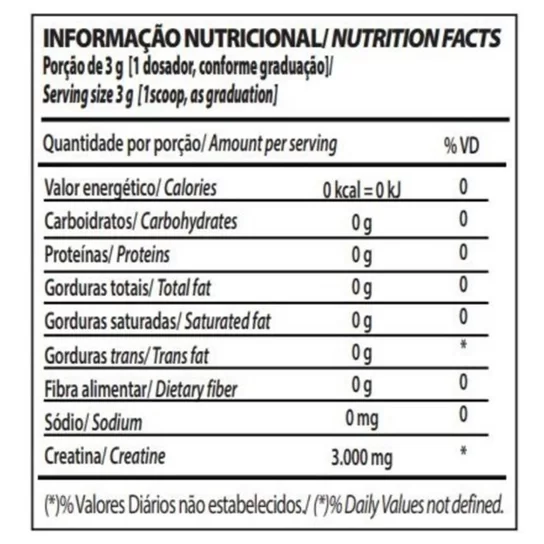 INFORMAÇÃO NUTRICIONAL/ NUTRITION FACTS
Porção de 3 g [1 dosador, conforme graduação]/
Serving size 3 g [1scoop, as graduation]
Quantidade por porção/ Amount per serving % VD
Valor energético/ Calories 0 kcal = 0 kJ 0
Carboidratos/ Carbohydrates 0 g 0
Proteínas/ Proteins 0 g 0
Gorduras totais/ Total fat 0 g 0
Gorduras saturadas/ Saturated fat 0 g 0
Gorduras trans/ Trans fat 0 g *
Fibra alimentar/ Dietary fiber 0 g 0
Sódio/ Sodium 0 mg 0
Creatina/ Creatine 3.000 mg *
(*)% Valores Diários não estabelecidos./ (*)% Daily Values not defined.